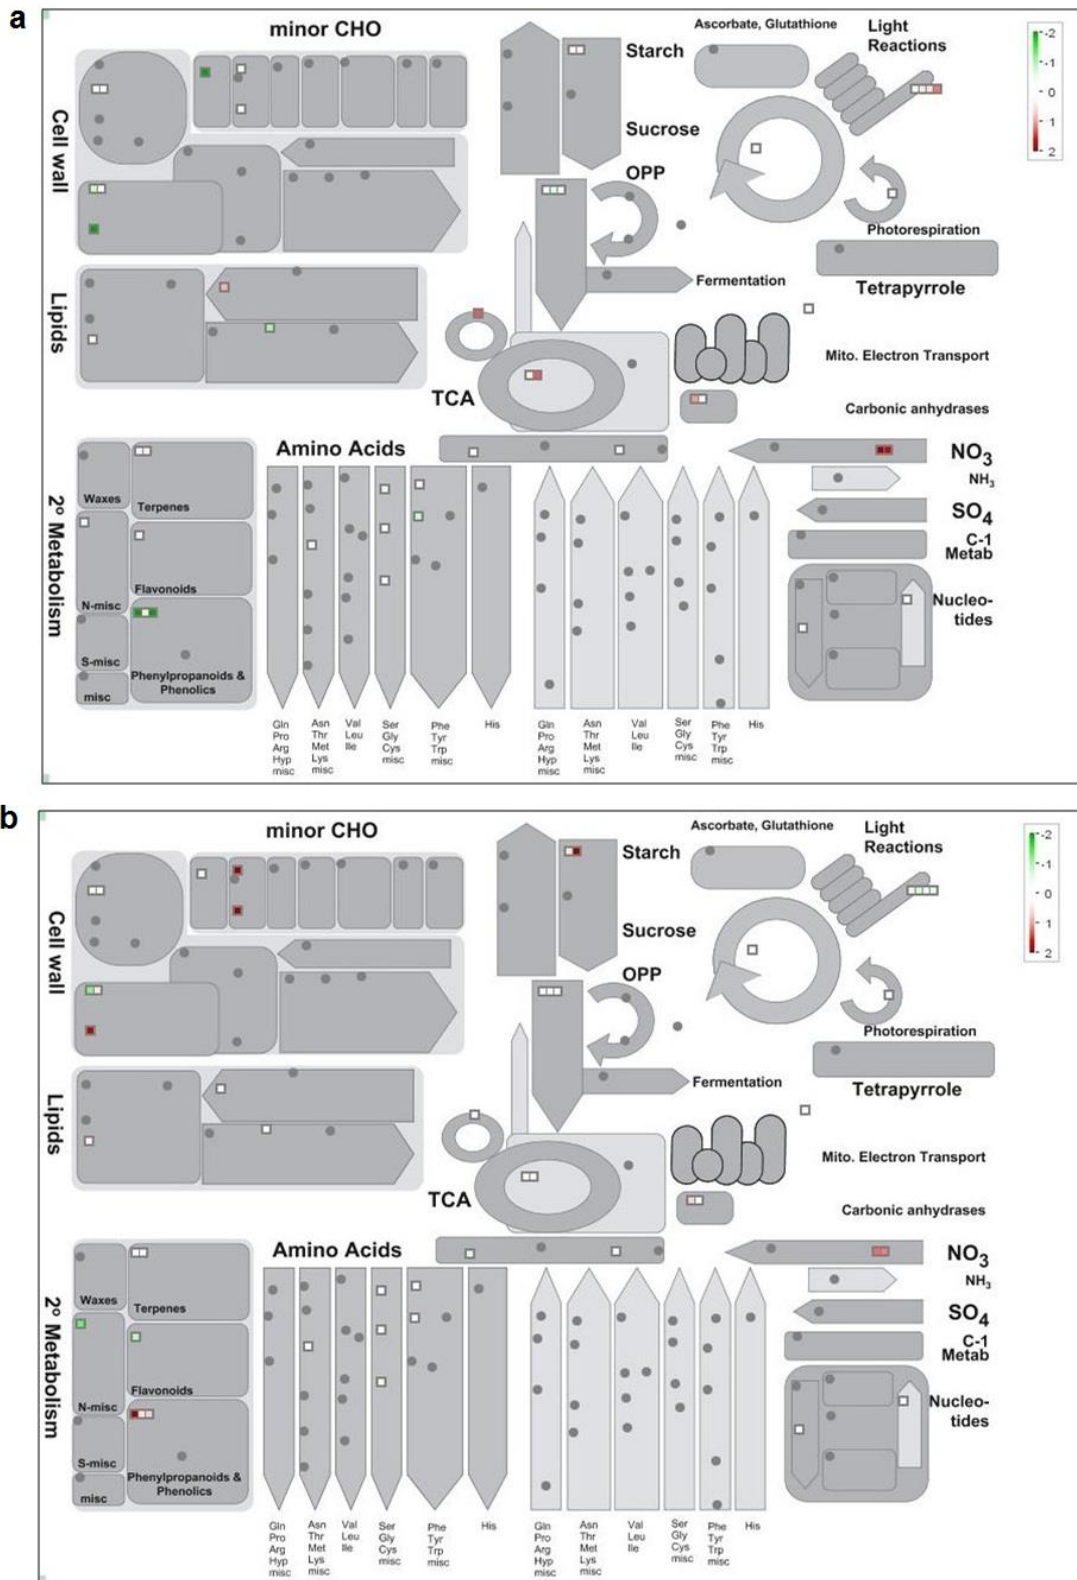 a
minor CHO
Ascorbate, Glutathione
Light
Reactions
-2
-1
0
1
2
Starch
Sucrose
Cell wall
OPP
Photorespiration
Fermentation
Tetrapyrrole
Lipids
Mito. Electron Transport
TCA
Carbonic anhydrases
Amino Acids
NO3
NH3
2º Metabolism
Waxes
Terpenes
SO4
C-1
Metab
Flavonoids
N-misc
Nucleo-
tides
S-misc
Phenylpropanoids &
Phenolics
misc
Gln Asn Val Ser Phe His Gln Asn Val Ser Phe His
Pro Thr Leu Gly Tyr Pro Thr Leu Gly Tyr
Arg Met Ile Cys Trp Arg Met Ile Cys Trp
Hyp Lys misc misc Hyp Lys misc misc
misc misc misc misc
b
minor CHO
Ascorbate, Glutathione
Light
Reactions
-2
-1
0
1
2
Starch
Sucrose
Cell wall
OPP
Photorespiration
Fermentation
Tetrapyrrole
Lipids
Mito. Electron Transport
TCA
Carbonic anhydrases
Amino Acids
NO3
NH3
2º Metabolism
Waxes
Terpenes
SO4
C-1
Metab
Flavonoids
N-misc
Nucleo-
tides
S-misc
Phenylpropanoids &
Phenolics
misc
Gln Asn Val Ser Phe His Gln Asn Val Ser Phe His
Pro Thr Leu Gly Tyr Pro Thr Leu Gly Tyr
Arg Met Ile Cys Trp Arg Met Ile Cys Trp
Hyp Lys misc misc Hyp Lys misc misc
misc misc misc misc